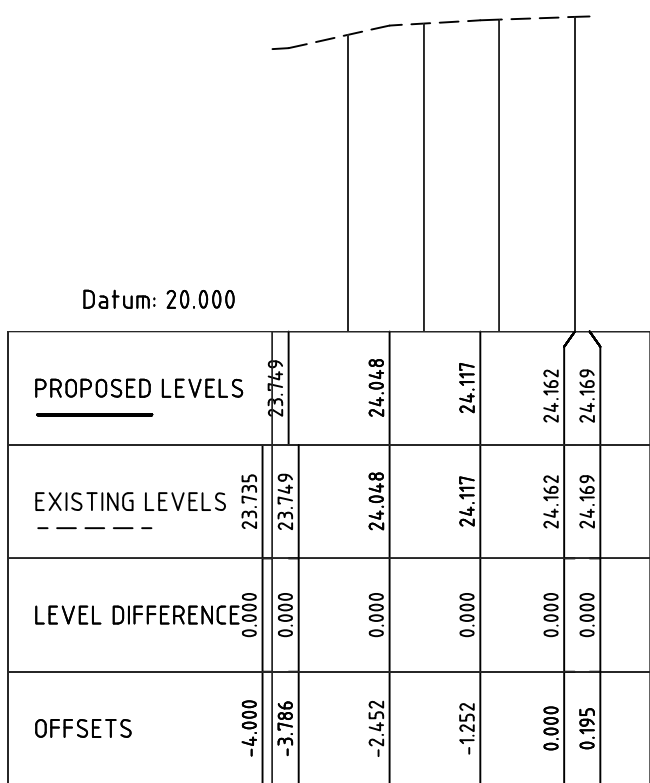 Datum: 20.000
PROPOSED LEVELS 23.749 24.048 24.117 24.162 24.169
EXISTING LEVELS 23.735 23.749 24.048 24.117 24.162 24.169
LEVEL DIFFERENCE 0.000 0.000 0.000 0.000 0.000 0.000
OFFSETS -4.000 -3.786 -2.452 -1.252 0.000 0.195